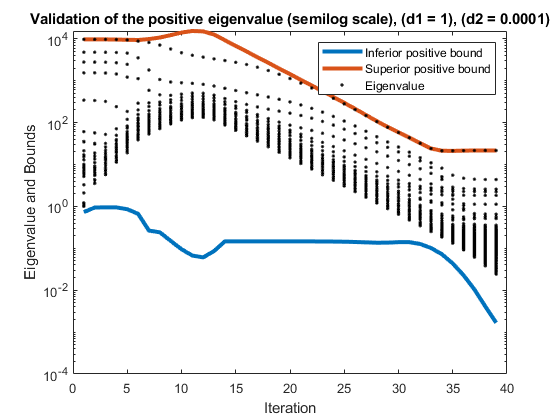 Validation of the positive eigenvalue (semilog scale), (d1 = 1), (d2 = 0.0001)
Inferior positive bound
Superior positive bound
Eigenvalue
Eigenvalue and Bounds
10^4
10^2
10^0
10^-2
10^-4
0 5 10 15 20 25 30 35 40
Iteration